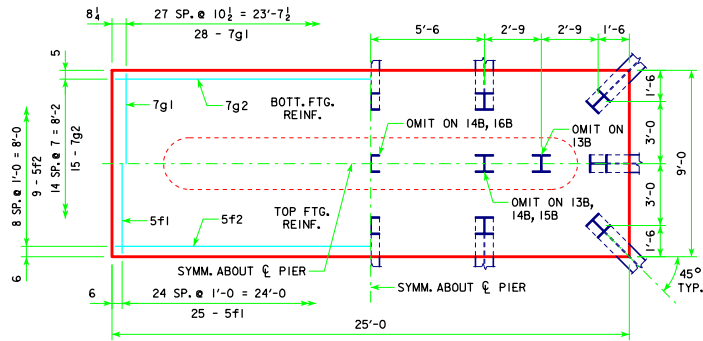 8¼
27 SP.@ 10½ = 23'-7½
28 - 7g1
5'-6
2'-9
2'-9
1'-6
5
7g1
7g2
BOTT. FTG.
REINF.
OMIT ON 14B, 16B
OMIT ON
13B
1'-6
3'-0
9'-0
3'-0
1'-6
8 SP.@ 1'-0 = 8'-0
9 - 5f2
14 SP.@ 7 = 8'-2
15 - 7g2
5f1
5f2
TOP FTG.
REINF.
OMIT ON 13B,
14B, 15B
6
SYMM. ABOUT ℄ PIER
SYMM. ABOUT ℄ PIER
45°
TYP.
6
24 SP.@ 1'-0 = 24'-0
25 - 5f1
25'-0